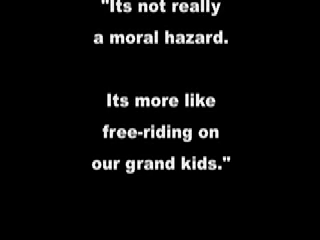 "Its not really
a moral hazard.
Its more like
free-riding on
our grand kids."